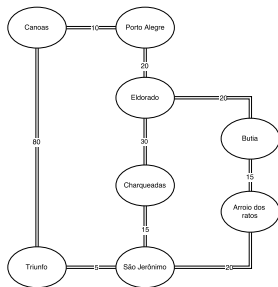 Canoas
10
Porto Alegre
20
Eldorado
20
80
30
Butia
15
Charqueadas
Arroio dos
ratos
15
Triunfo
5
São Jerônimo
20